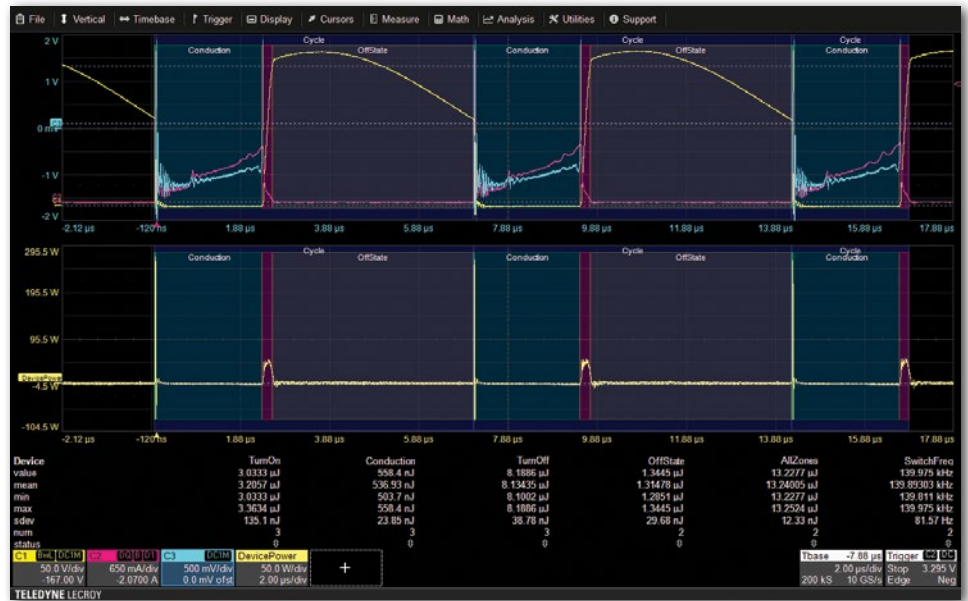 File Vertical Timebase Trigger Display Cursors Measure Math Analysis Utilities Support
2 V
Cycle Cycle Cycle
Conduction OffState Conduction OffState Conduction
1 V
C3
0 mV
-1 V
-2 V
-2.12 µs -120 ns 1.88 µs 3.88 µs 5.88 µs 7.88 µs 9.88 µs 11.88 µs 13.88 µs 15.88 µs 17.88 µs
295.5 W
Cycle Cycle Cycle
Conduction OffState Conduction OffState Conduction
195.5 W
95.5 W
DevicePower
-4.5 W
-104.5 W
-2.12 µs -120 ns 1.88 µs 3.88 µs 5.88 µs 7.88 µs 9.88 µs 11.88 µs 13.88 µs 15.88 µs 17.88 µs
Device TurnOn Conduction TurnOff OffState AllZones SwitchFreq
value 3.0333 µJ 558.4 nJ 8.1886 µJ 1.3445 µJ 13.2277 µJ 139.975 kHz
mean 3.2057 µJ 536.93 nJ 8.13435 µJ 1.31478 µJ 13.24005 µJ 139.89303 kHz
min 3.0333 µJ 503.7 nJ 8.1002 µJ 1.2851 µJ 13.2277 µJ 139.811 kHz
max 3.3634 µJ 558.4 nJ 8.1886 µJ 1.3445 µJ 13.2524 µJ 139.975 kHz
sdev 135.1 nJ 23.85 nJ 38.78 nJ 29.68 nJ 12.33 nJ 81.57 Hz
num 3 3 3 2 2 2
status 0 0 0 0 0 0
C1 BwL DC1M C2 DQ B D1 C3 DC1M DevicePower Tbase -7.88 µs Trigger C2 DC
50.0 V/div 650 mA/div 500 mV/div 50.0 W/div + 2.00 µs/div Stop 3.295 V
-167.00 V -2.0700 A 0.0 mV ofst 2.00 µs/div 200 kS 10 GS/s Edge Neg
TELEDYNE LECROY